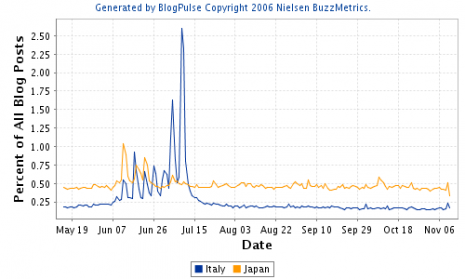 Generated by BlogPulse Copyright 2006 Nielsen BuzzMetrics.
Percent of All Blog Posts
2.50
2.25
2.00
1.75
1.50
1.25
1.00
0.75
0.50
0.25
May 19 Jun 07 Jun 26 Jul 15 Aug 03 Aug 22 Sep 10 Sep 29 Oct 18 Nov 06
Date
Italy Japan